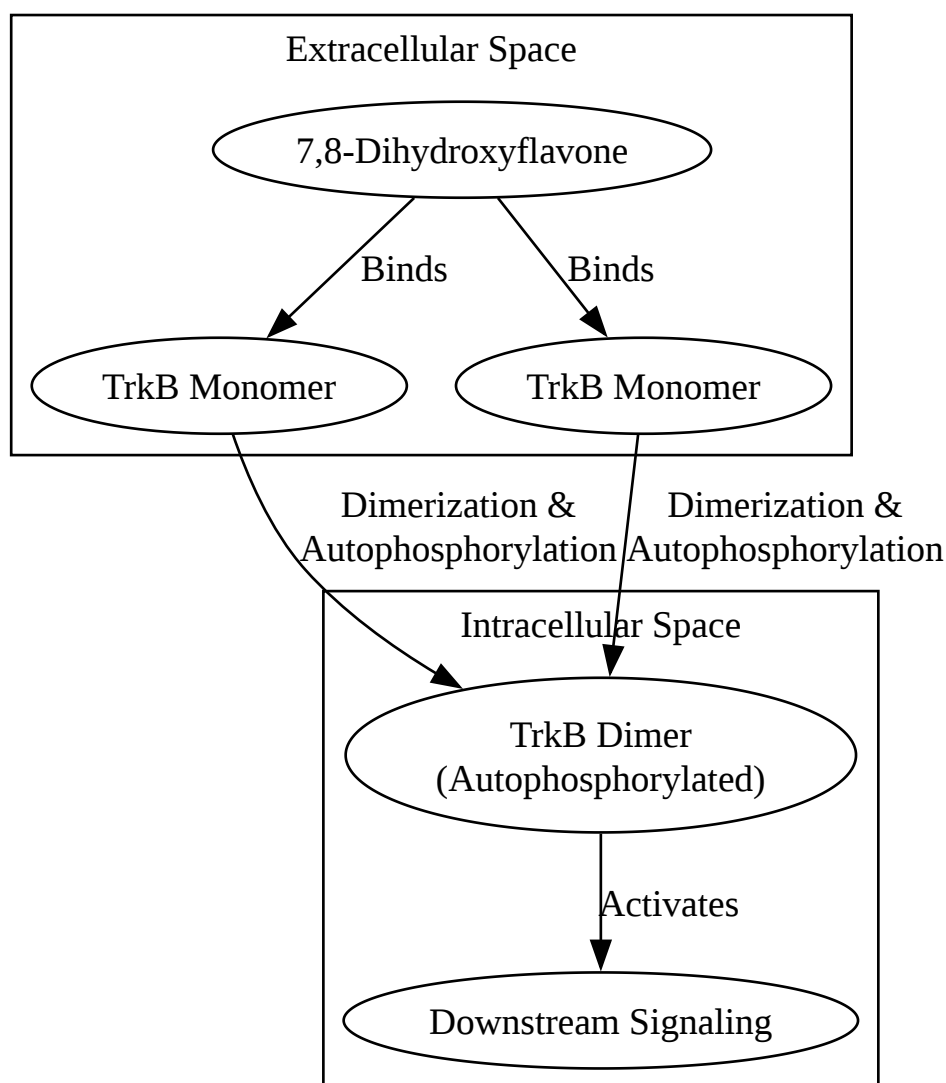 Extracellular Space
7,8-Dihydroxyflavone
Binds
Binds
TrkB Monomer
TrkB Monomer
Dimerization &
Autophosphorylation
Dimerization &
Autophosphorylation
Intracellular Space
TrkB Dimer
(Autophosphorylated)
Activates
Downstream Signaling